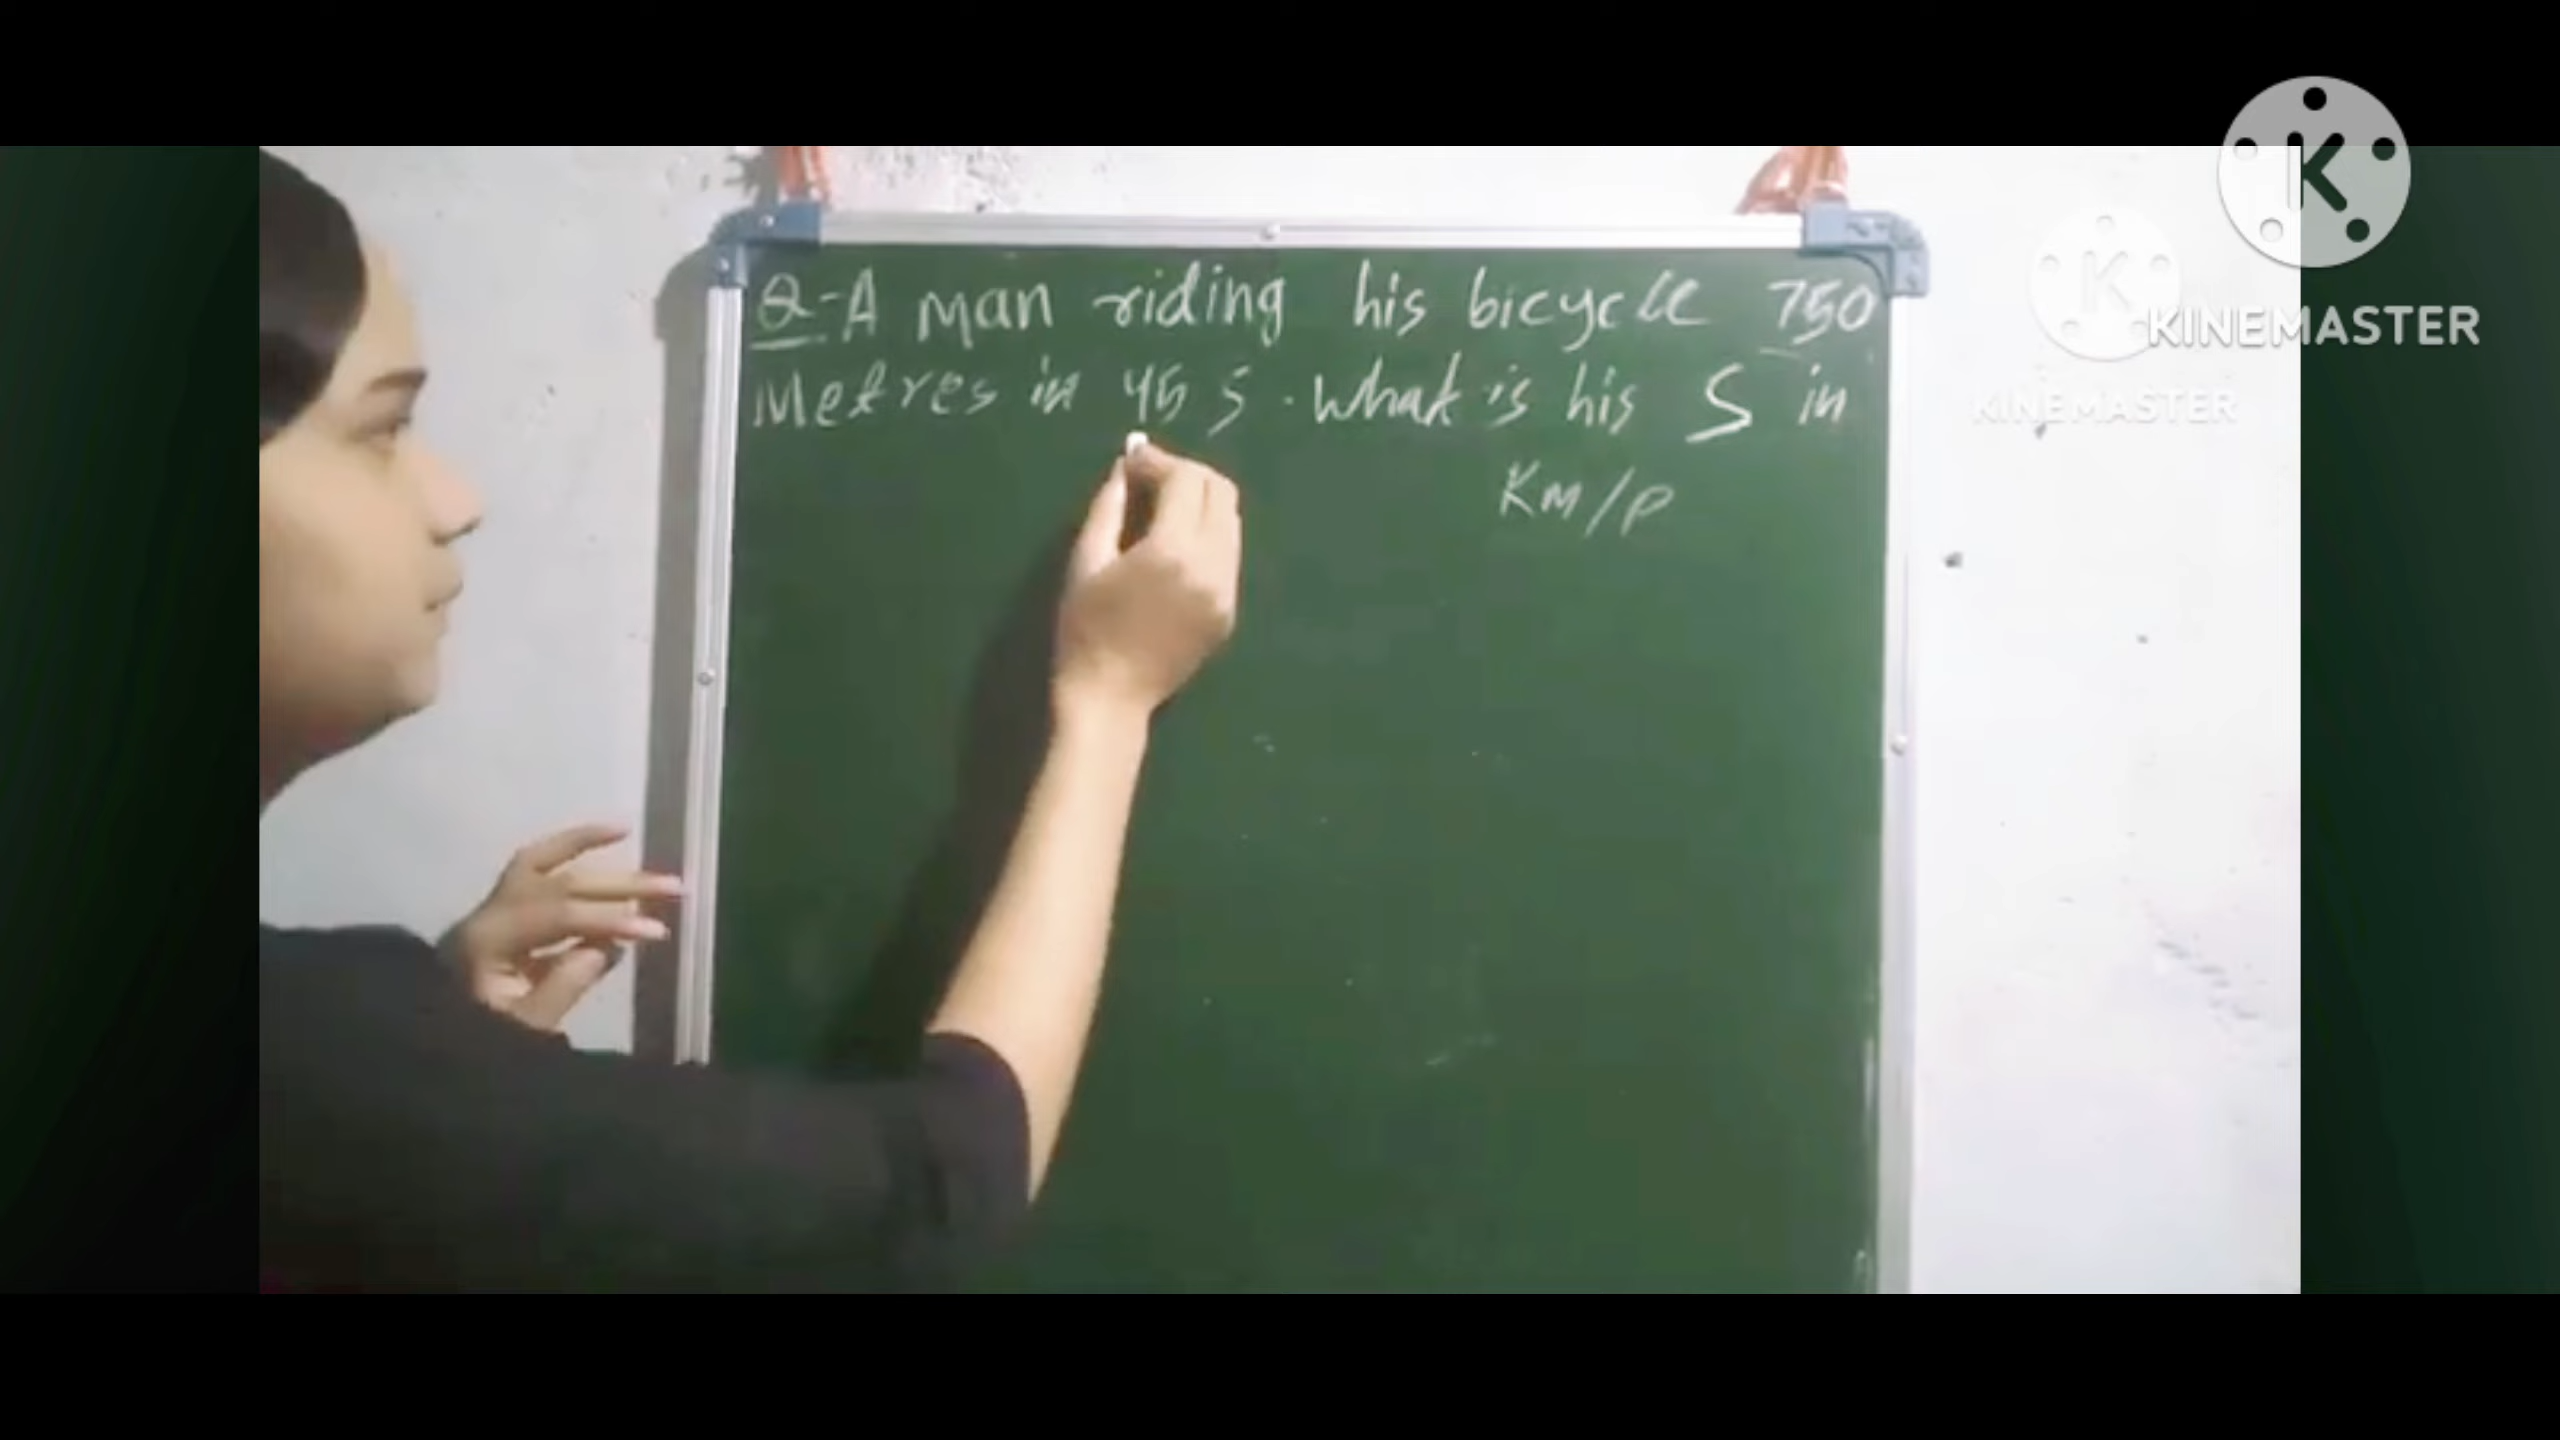 Q-A man riding his bicycle 750
Metres in 45 s. What is his S in
Km/p
K
KINEMASTER
K
KINEMASTER